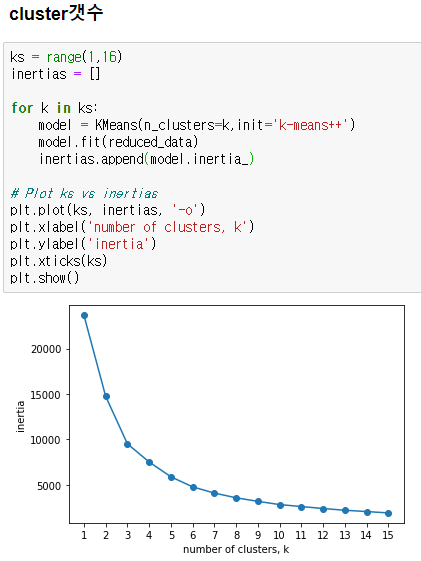 cluster갯수
ks = range(1,16)
inertias = []
for k in ks:
    model = KMeans(n_clusters=k,init='k-means++')
    model.fit(reduced_data)
    inertias.append(model.inertia_)
# Plot ks vs inertias
plt.plot(ks, inertias, '-o')
plt.xlabel('number of clusters, k')
plt.ylabel('inertia')
plt.xticks(ks)
plt.show()
20000
15000
10000
5000
inertia
1 2 3 4 5 6 7 8 9 10 11 12 13 14 15
number of clusters, k